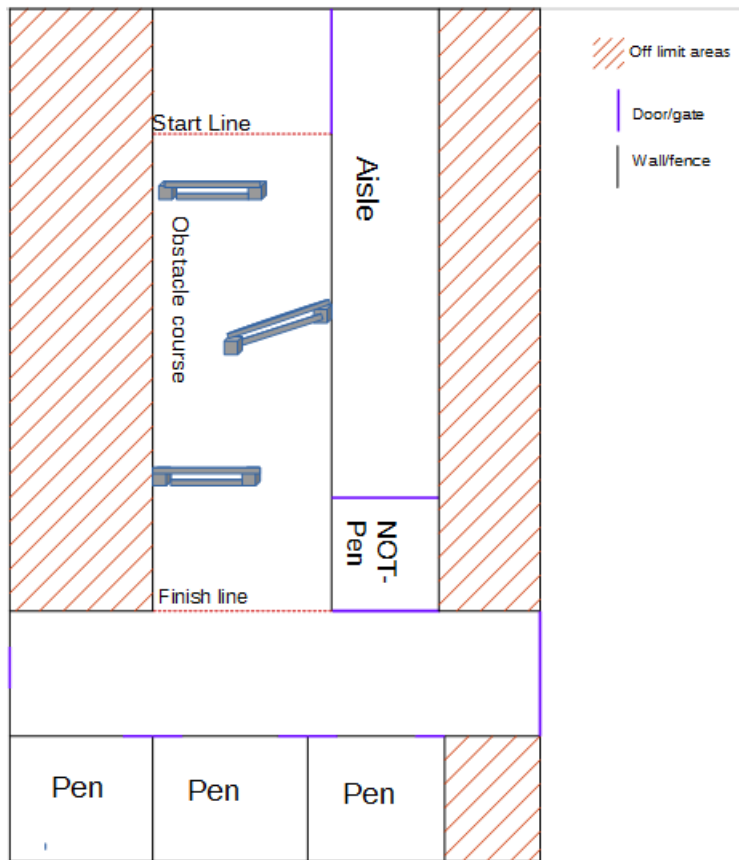 Off limit areas
Door/gate
Wall/fence
Start Line
Aisle
Obstacle course
NOT-
Pen
Finish line
Pen
Pen
Pen